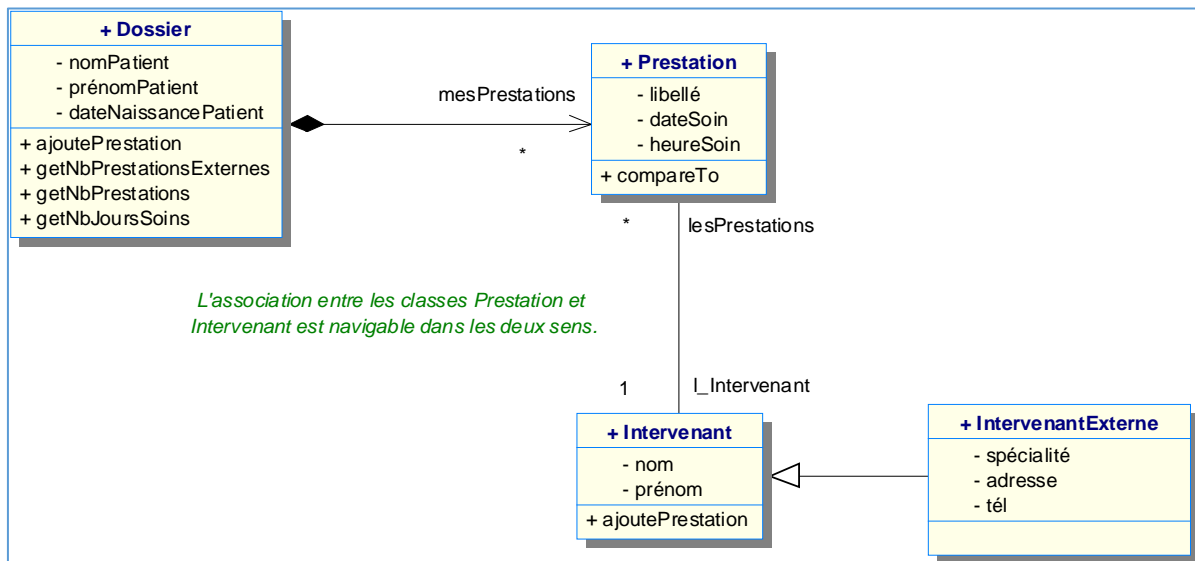 + Dossier
- nomPatient
- prénomPatient
- dateNaissancePatient
+ ajoutePrestation
+ getNbPrestationsExternes
+ getNbPrestations
+ getNbJoursSoins
mesPrestations
*
+ Prestation
- libellé
- dateSoin
- heureSoin
+ compareTo
*
lesPrestations
L'association entre les classes Prestation et
Intervenant est navigable dans les deux sens.
1
l_Intervenant
+ Intervenant
- nom
- prénom
+ ajoutePrestation
+ IntervenantExterne
- spécialité
- adresse
- tél